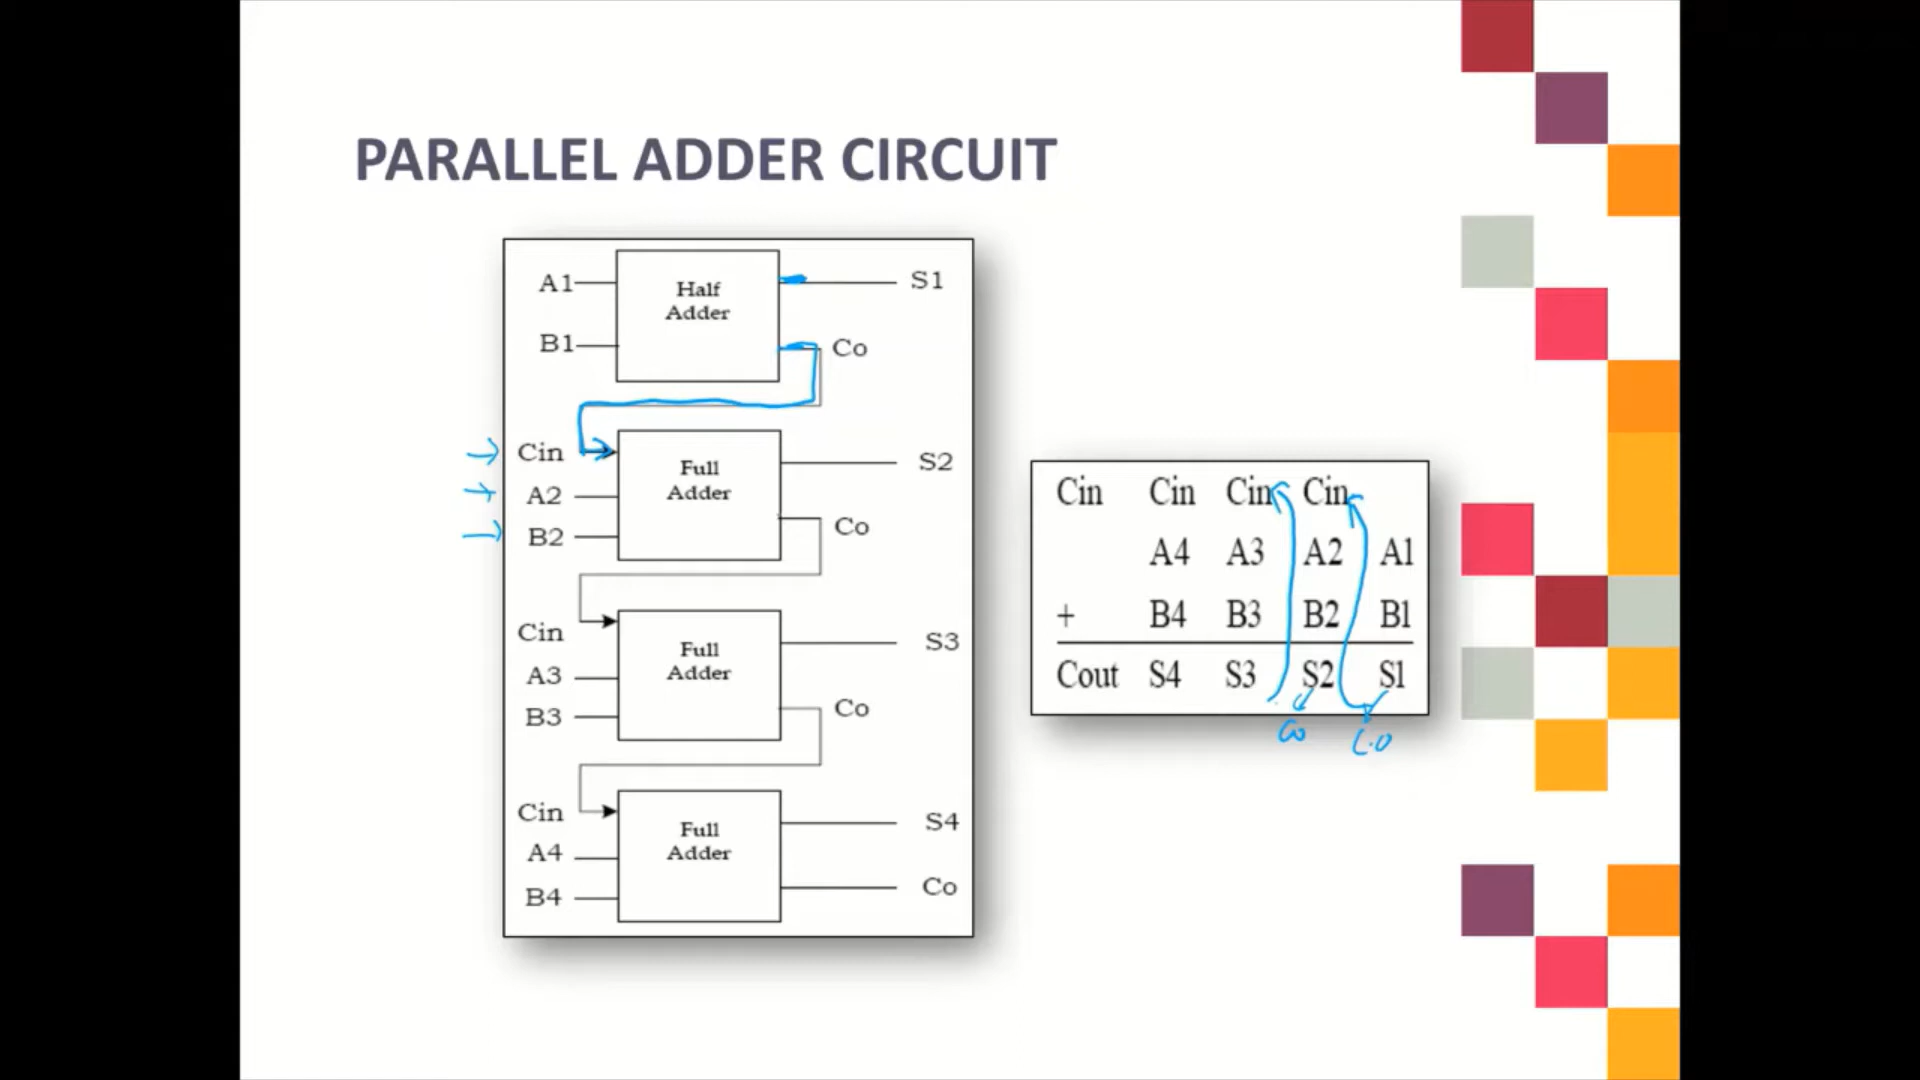 PARALLEL ADDER CIRCUIT
A1 Half Adder S1
B1 Co
Cin Full Adder S2
A2
B2 Co
Cin Full Adder S3
A3
B3 Co
Cin Full Adder S4
A4
B4 Co
Cin Cin Cin Cin
A4 A3 A2 A1
+ B4 B3 B2 B1
Cout S4 S3 S2 S1
Co C.O